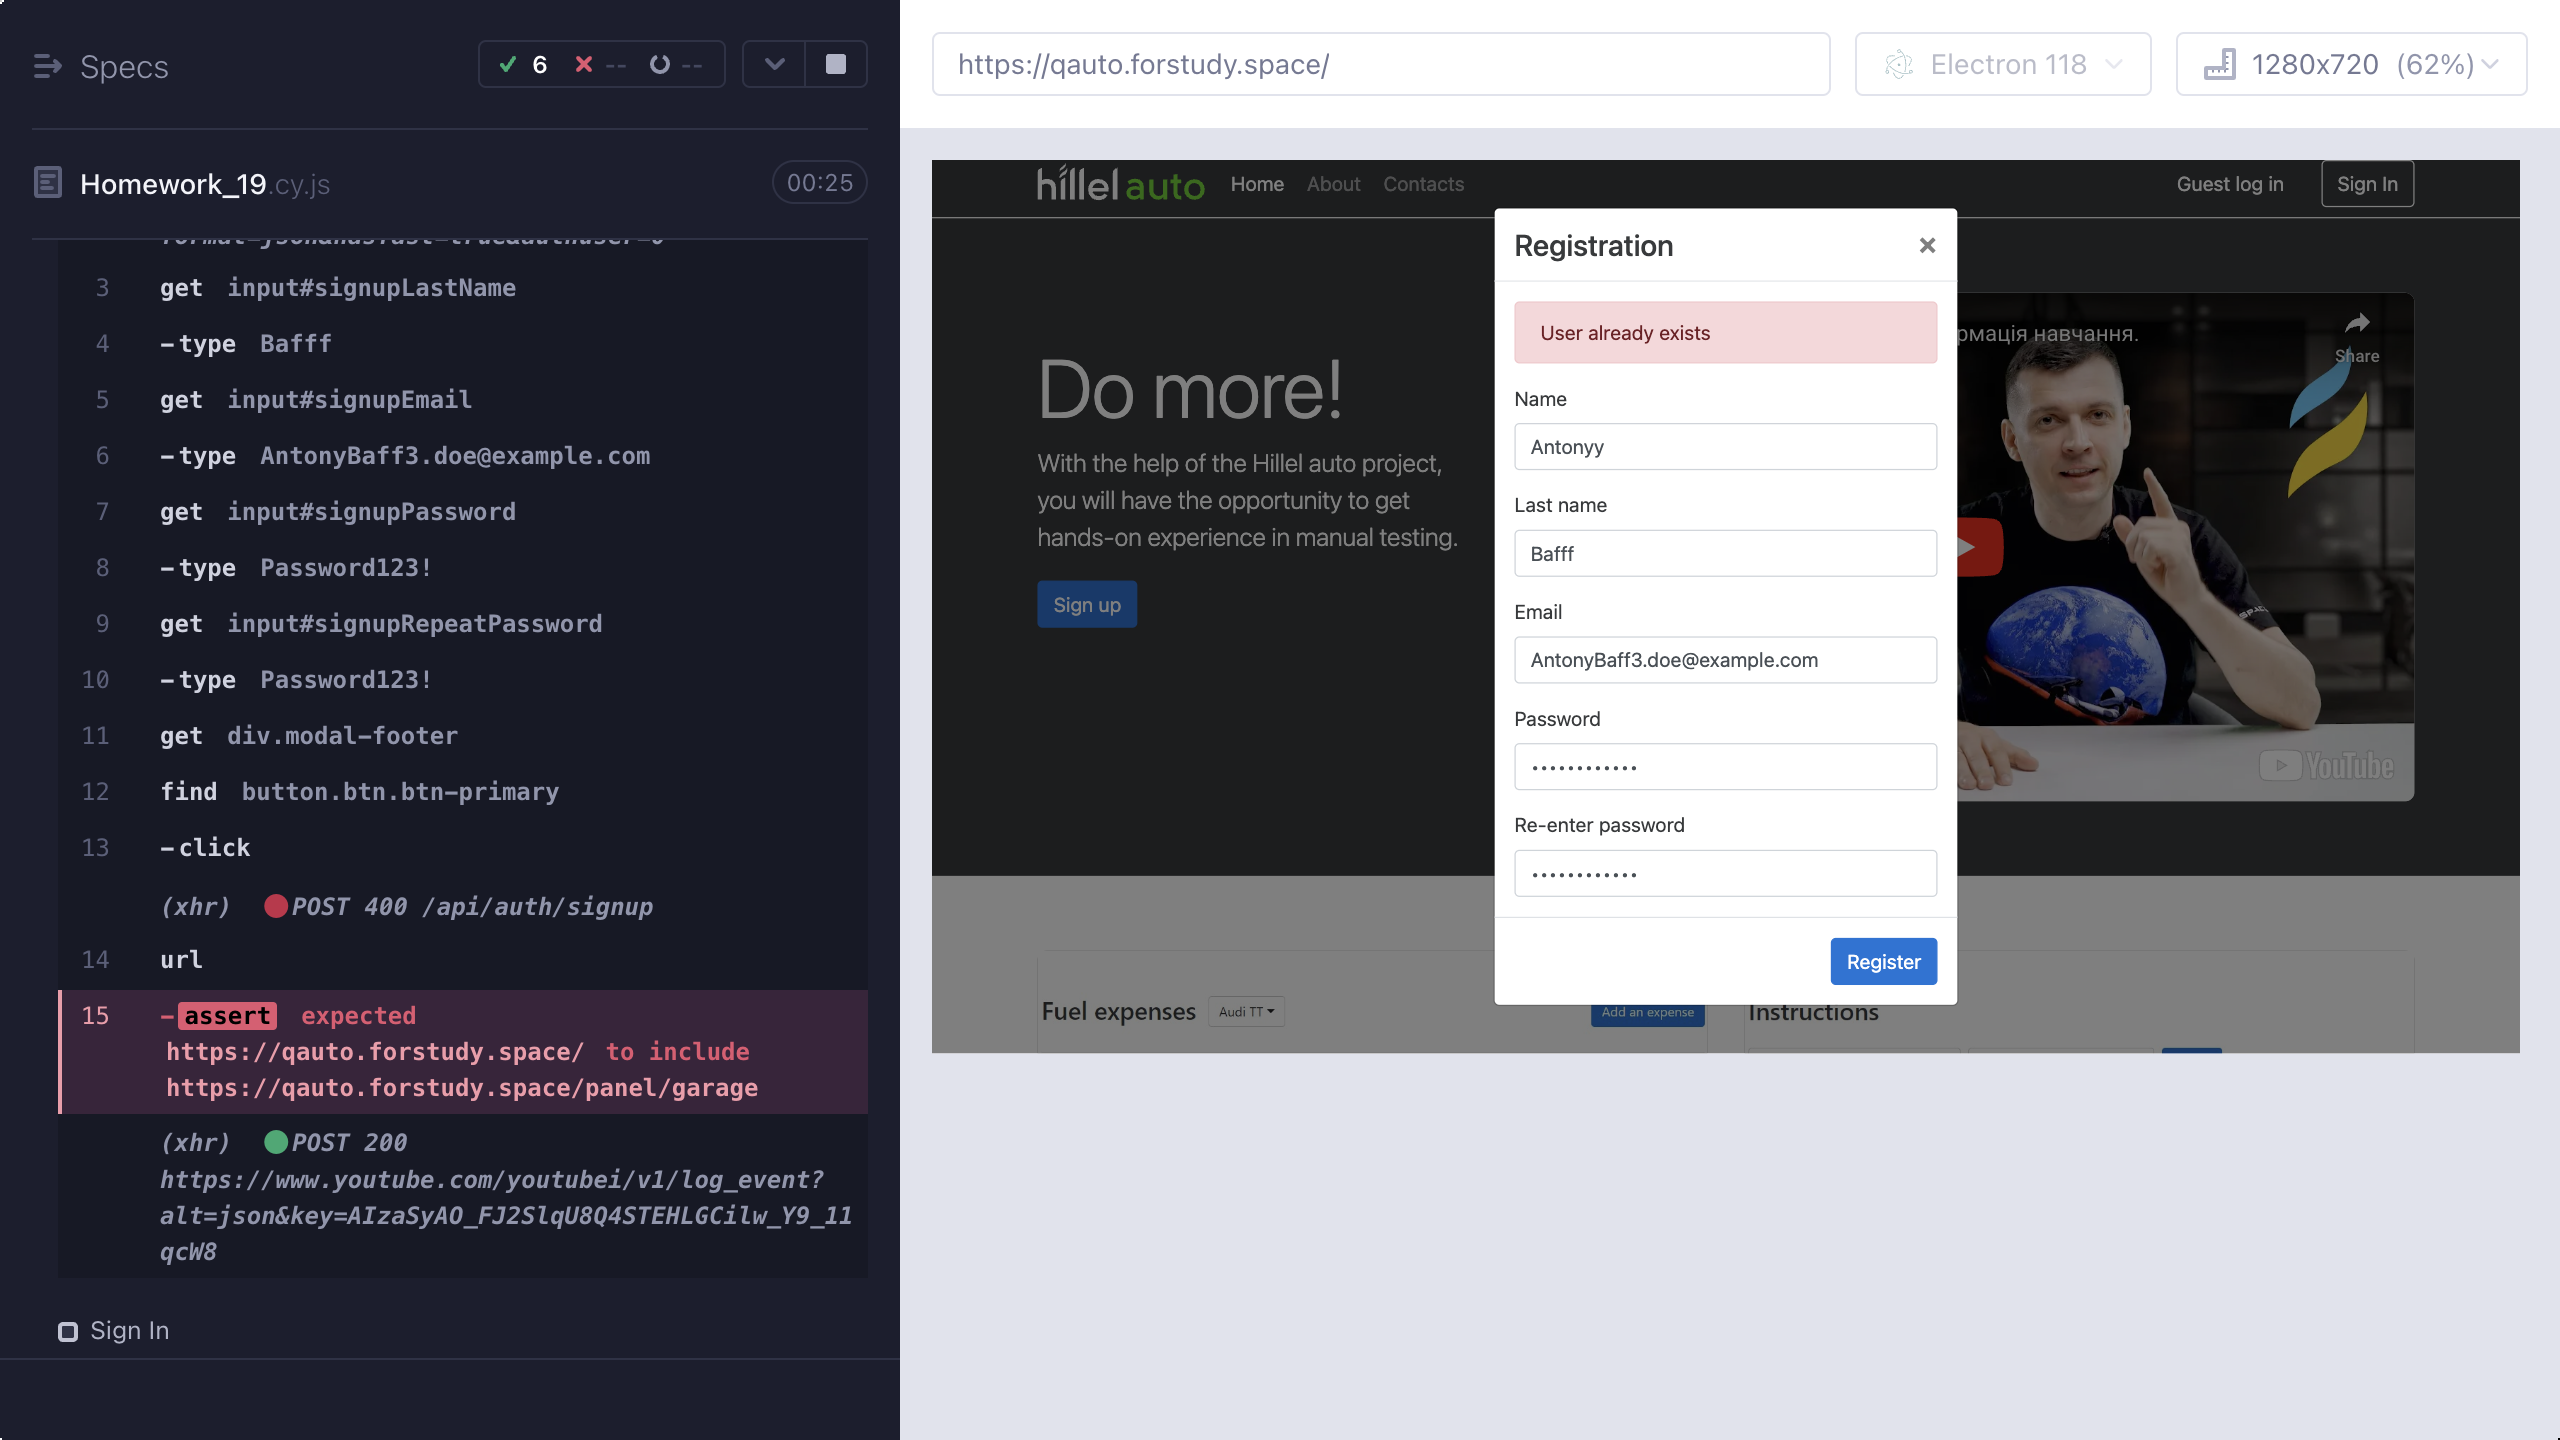 Specs
6 -- --
Homework_19.cy.js
00:25
format=json&hasfast=true&authuser=0
3 get input#signupLastName
4 -type Bafff
5 get input#signupEmail
6 -type AntonyBaff3.doe@example.com
7 get input#signupPassword
8 -type Password123!
9 get input#signupRepeatPassword
10 -type Password123!
11 get div.modal-footer
12 find button.btn.btn-primary
13 -click
(xhr) POST 400 /api/auth/signup
14 url
15 -assert expected
https://qauto.forstudy.space/ to include
https://qauto.forstudy.space/panel/garage
(xhr) POST 200
https://www.youtube.com/youtubei/v1/log_event?
alt=json&key=AIzaSyAO_FJ2SlqU8Q4STEHLGCilw_Y9_11
qcW8
Sign In
https://qauto.forstudy.space/
Electron 118
1280x720 (62%)
hillel auto
Home About Contacts
Guest log in
Sign In
Do more!
With the help of the Hillel auto project,
you will have the opportunity to get
hands-on experience in manual testing.
Sign up
Registration ×
User already exists
Name
Antonyy
Last name
Bafff
Email
AntonyBaff3.doe@example.com
Password
••••••••••••
Re-enter password
••••••••••••
Register
рмація навчання.
Share
YouTube
Fuel expenses
Audi TT
Add an expense
Instructions